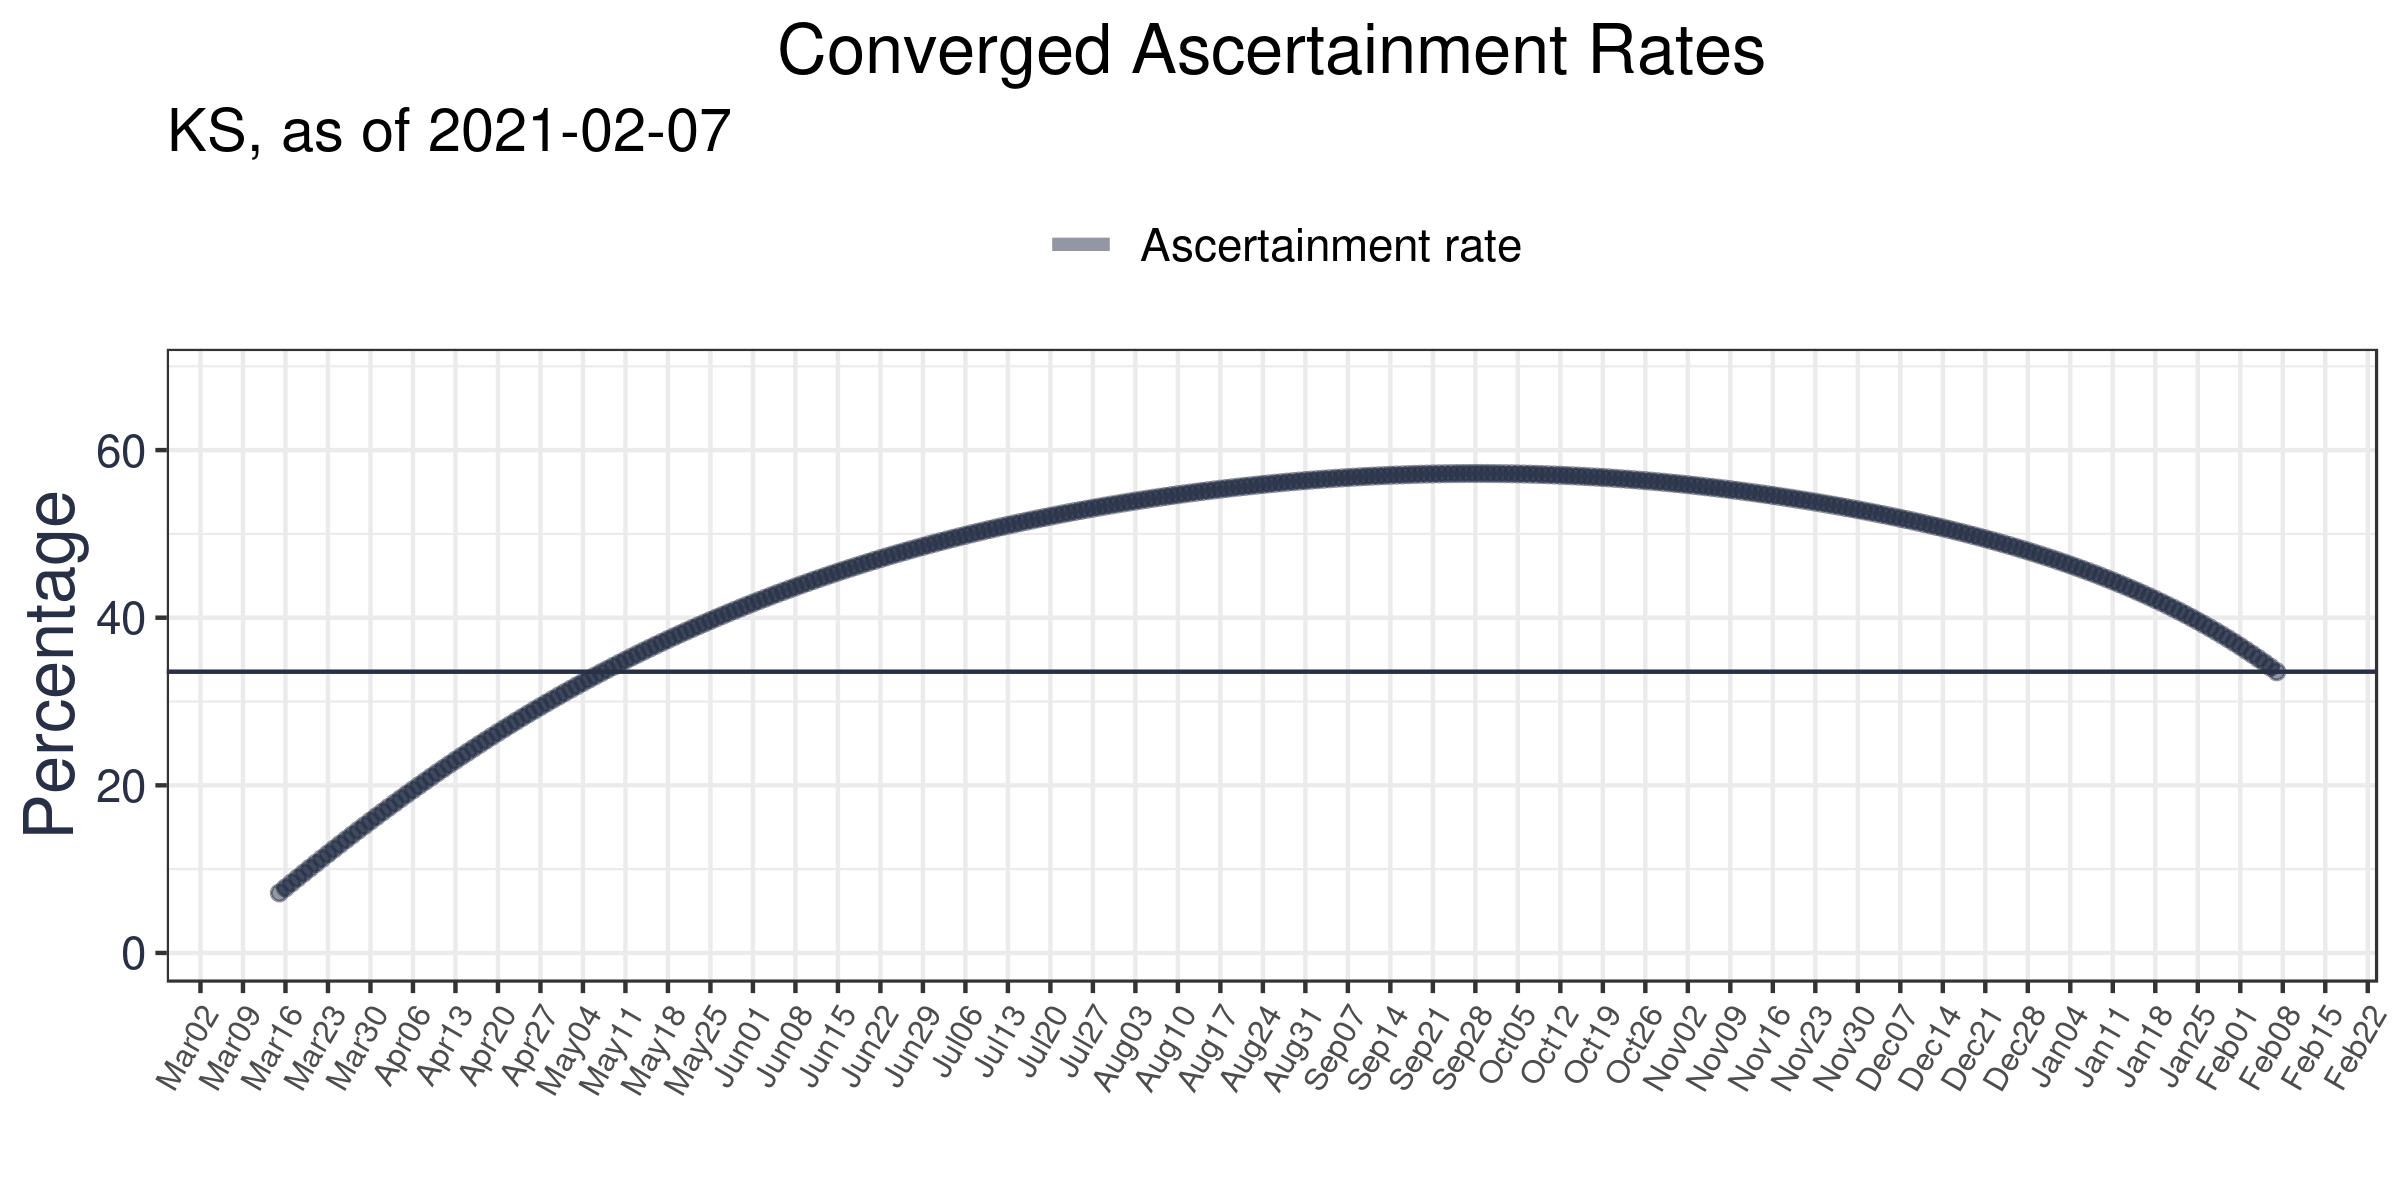 Converged Ascertainment Rates
KS, as of 2021-02-07
Ascertainment rate
Percentage
60
40
20
0
Mar02 Mar09 Mar16 Mar23 Mar30 Apr06 Apr13 Apr20 Apr27 May04 May11 May18 May25 Jun01 Jun08 Jun15 Jun22 Jun29 Jul06 Jul13 Jul20 Jul27 Aug03 Aug10 Aug17 Aug24 Aug31 Sep07 Sep14 Sep21 Sep28 Oct05 Oct12 Oct19 Oct26 Nov02 Nov09 Nov16 Nov23 Nov30 Dec07 Dec14 Dec21 Dec28 Jan04 Jan11 Jan18 Jan25 Feb01 Feb08 Feb15 Feb22